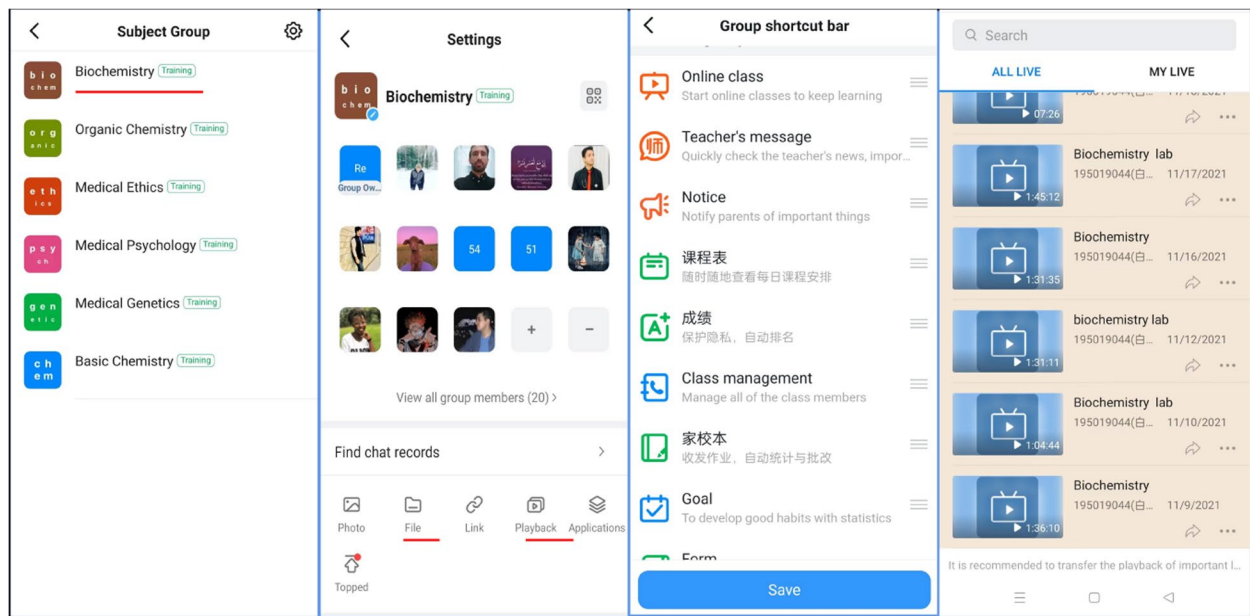 Subject Group
bio
chem
Biochemistry Training
org
anic
Organic Chemistry Training
eth
ics
Medical Ethics Training
psy
ch
Medical Psychology Training
gen
etic
Medical Genetics Training
ch
em
Basic Chemistry Training
Settings
bio
chem
Biochemistry Training
Re
Group Ow...
54
51
+
−
View all group members (20) >
Find chat records
Photo
File
Link
Playback
Applications
Topped
Group shortcut bar
Online class
Start online classes to keep learning
师
Teacher's message
Quickly check the teacher's news, impor...
Notice
Notify parents of important things
课程表
随时随地查看每日课程安排
成绩
保护隐私，自动排名
Class management
Manage all of the class members
家校本
收发作业，自动统计与批改
Goal
To develop good habits with statistics
Form
Save
Search
ALL LIVE
MY LIVE
07:26
Biochemistry lab
195019044(白... 11/17/2021
1:45:12
Biochemistry
195019044(白... 11/16/2021
1:31:35
biochemistry lab
195019044(白... 11/12/2021
1:31:11
Biochemistry lab
195019044(白... 11/10/2021
1:04:44
Biochemistry
195019044(白... 11/9/2021
1:36:10
It is recommended to transfer the playback of important l...